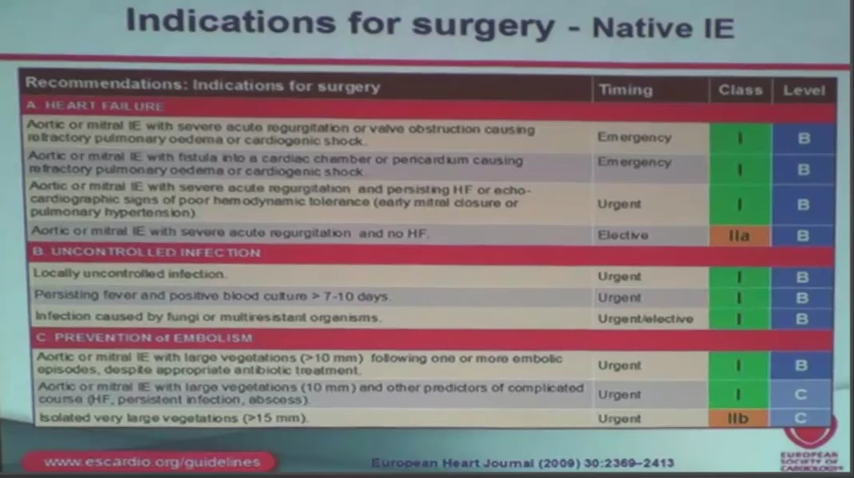 Indications for surgery - Native IE
Recommendations: Indications for surgery Timing Class Level
A. HEART FAILURE
Aortic or mitral IE with severe acute regurgitation or valve obstruction causing
refractory pulmonary oedema or cardiogenic shock. Emergency I B
Aortic or mitral IE with fistula into a cardiac chamber or pericardium causing
refractory pulmonary oedema or cardiogenic shock. Emergency I B
Aortic or mitral IE with severe acute regurgitation and persisting HF or echo-
cardiographic signs of poor hemodynamic tolerance (early mitral closure or
pulmonary hypertension) Urgent I B
Aortic or mitral IE with severe acute regurgitation and no HF. Elective IIa B
B. UNCONTROLLED INFECTION
Locally uncontrolled infection. Urgent I B
Persisting fever and positive blood culture > 7-10 days. Urgent I B
Infection caused by fungi or multiresistant organisms. Urgent/elective I B
C. PREVENTION of EMBOLISM
Aortic or mitral IE with large vegetations (>10 mm) following one or more embolic
episodes, despite appropriate antibiotic treatment. Urgent I B
Aortic or mitral IE with large vegetations (10 mm) and other predictors of complicated
course (HF, persistent infection, abscess) Urgent I C
Isolated very large vegetations (>15 mm). Urgent IIb C
www.escardio.org/guidelines
European Heart Journal (2009) 30:2369-2413
EUROPEAN
SOCIETY OF
CARDIOLOGY